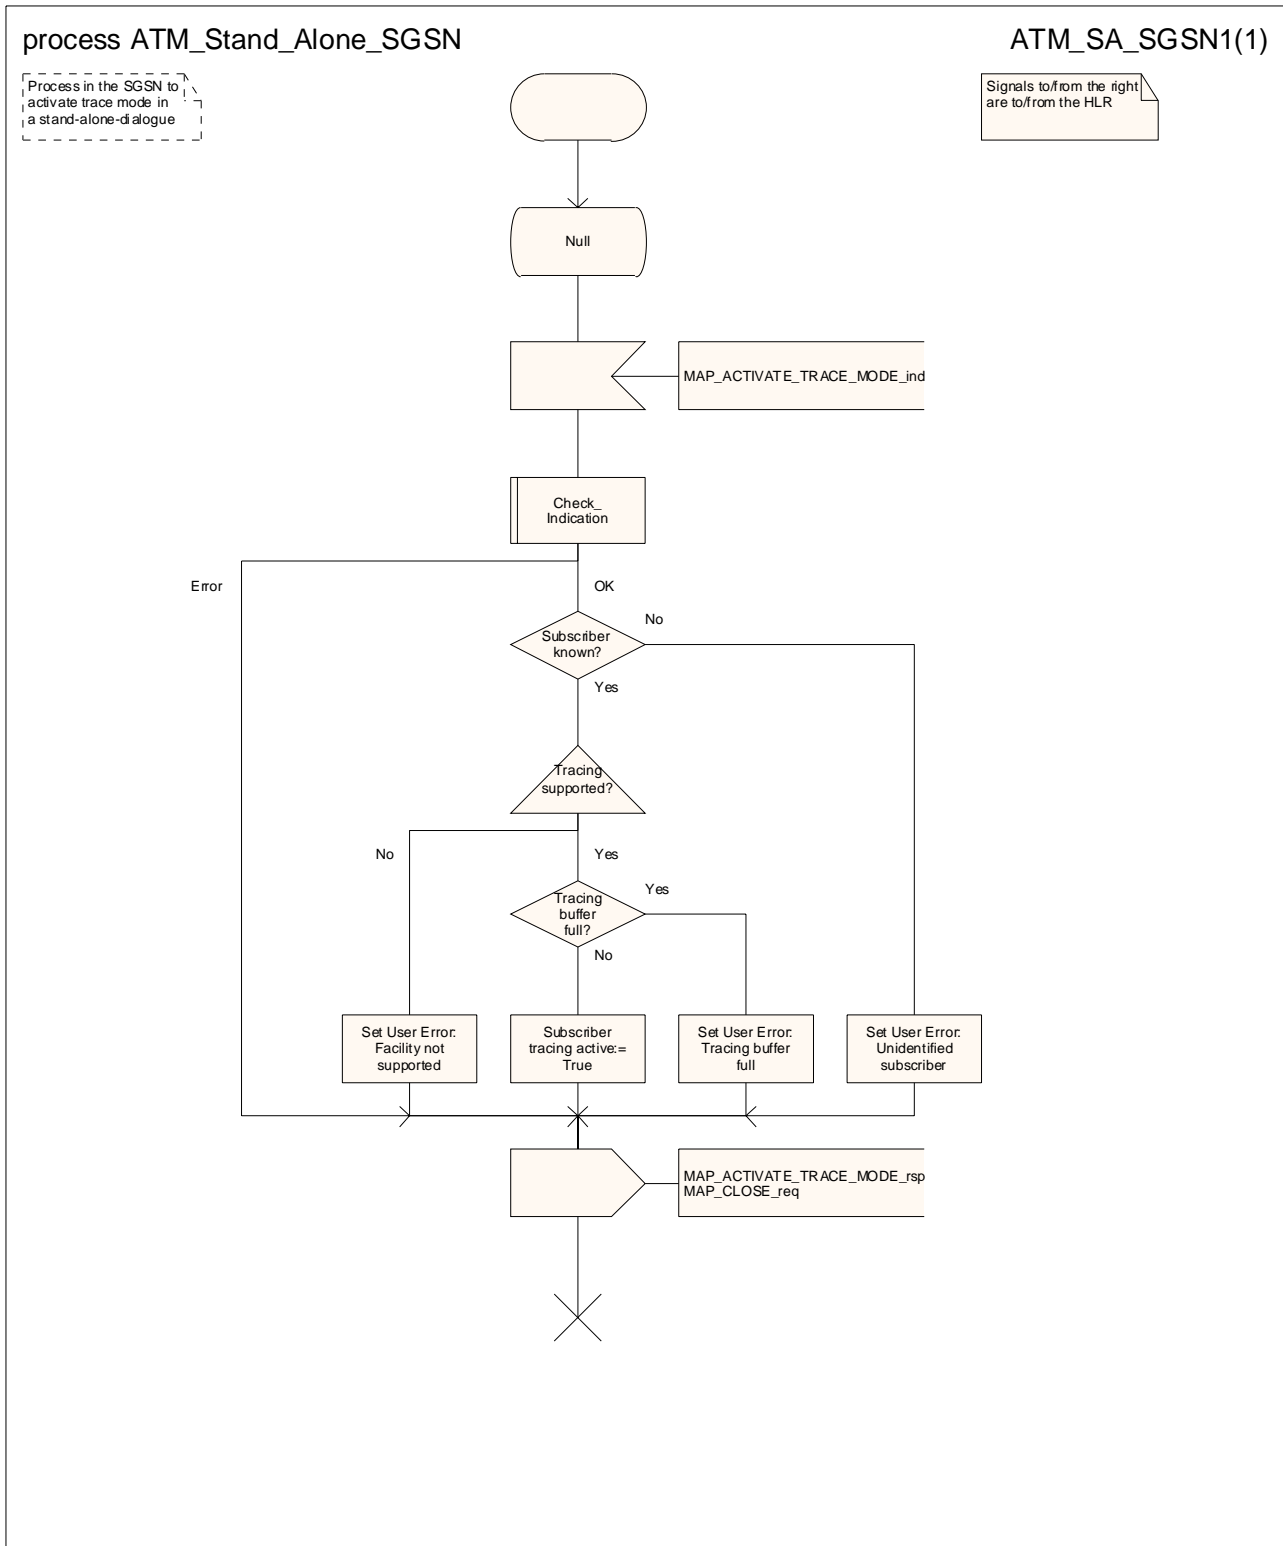 process ATM_Stand_Alone_SGSN
ATM_SA_SGSN1(1)
Process in the SGSN to
activate trace mode in
a stand-alone-dialogue
Signals to/from the right
are to/from the HLR
Null
MAP_ACTIVATE_TRACE_MODE_ind
Check_
Indication
Error
OK
No
Subscriber
known?
Yes
Tracing
supported?
No
Yes
Yes
Tracing
buffer
full?
No
Set User Error:
Facility not
supported
Subscriber
tracing active:=
True
Set User Error:
Tracing buffer
full
Set User Error:
Unidentified
subscriber
MAP_ACTIVATE_TRACE_MODE_rsp
MAP_CLOSE_req